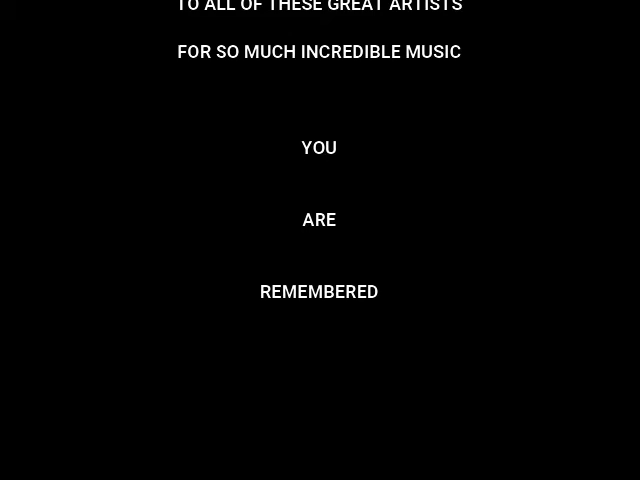 TO ALL OF THESE GREAT ARTISTS
FOR SO MUCH INCREDIBLE MUSIC
YOU
ARE
REMEMBERED